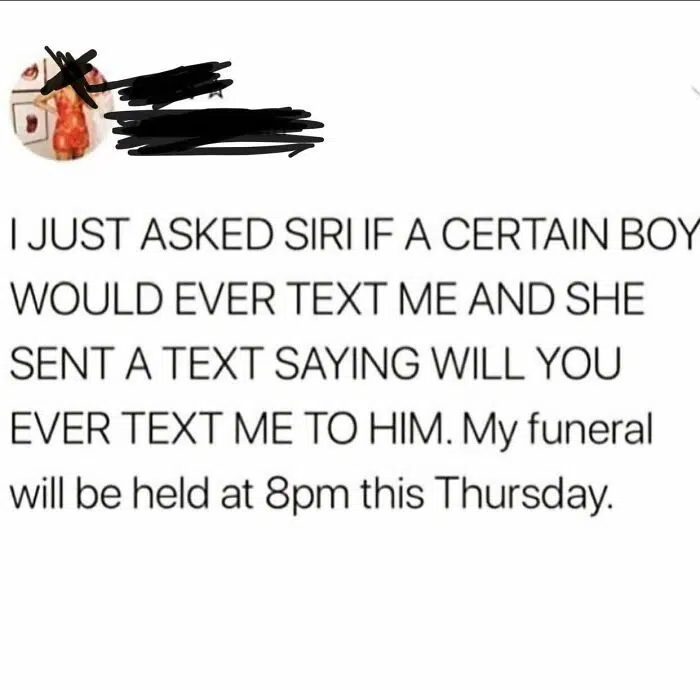 I JUST ASKED SIRI IF A CERTAIN BOY
WOULD EVER TEXT ME AND SHE
SENT A TEXT SAYING WILL YOU
EVER TEXT ME TO HIM. My funeral
will be held at 8pm this Thursday.